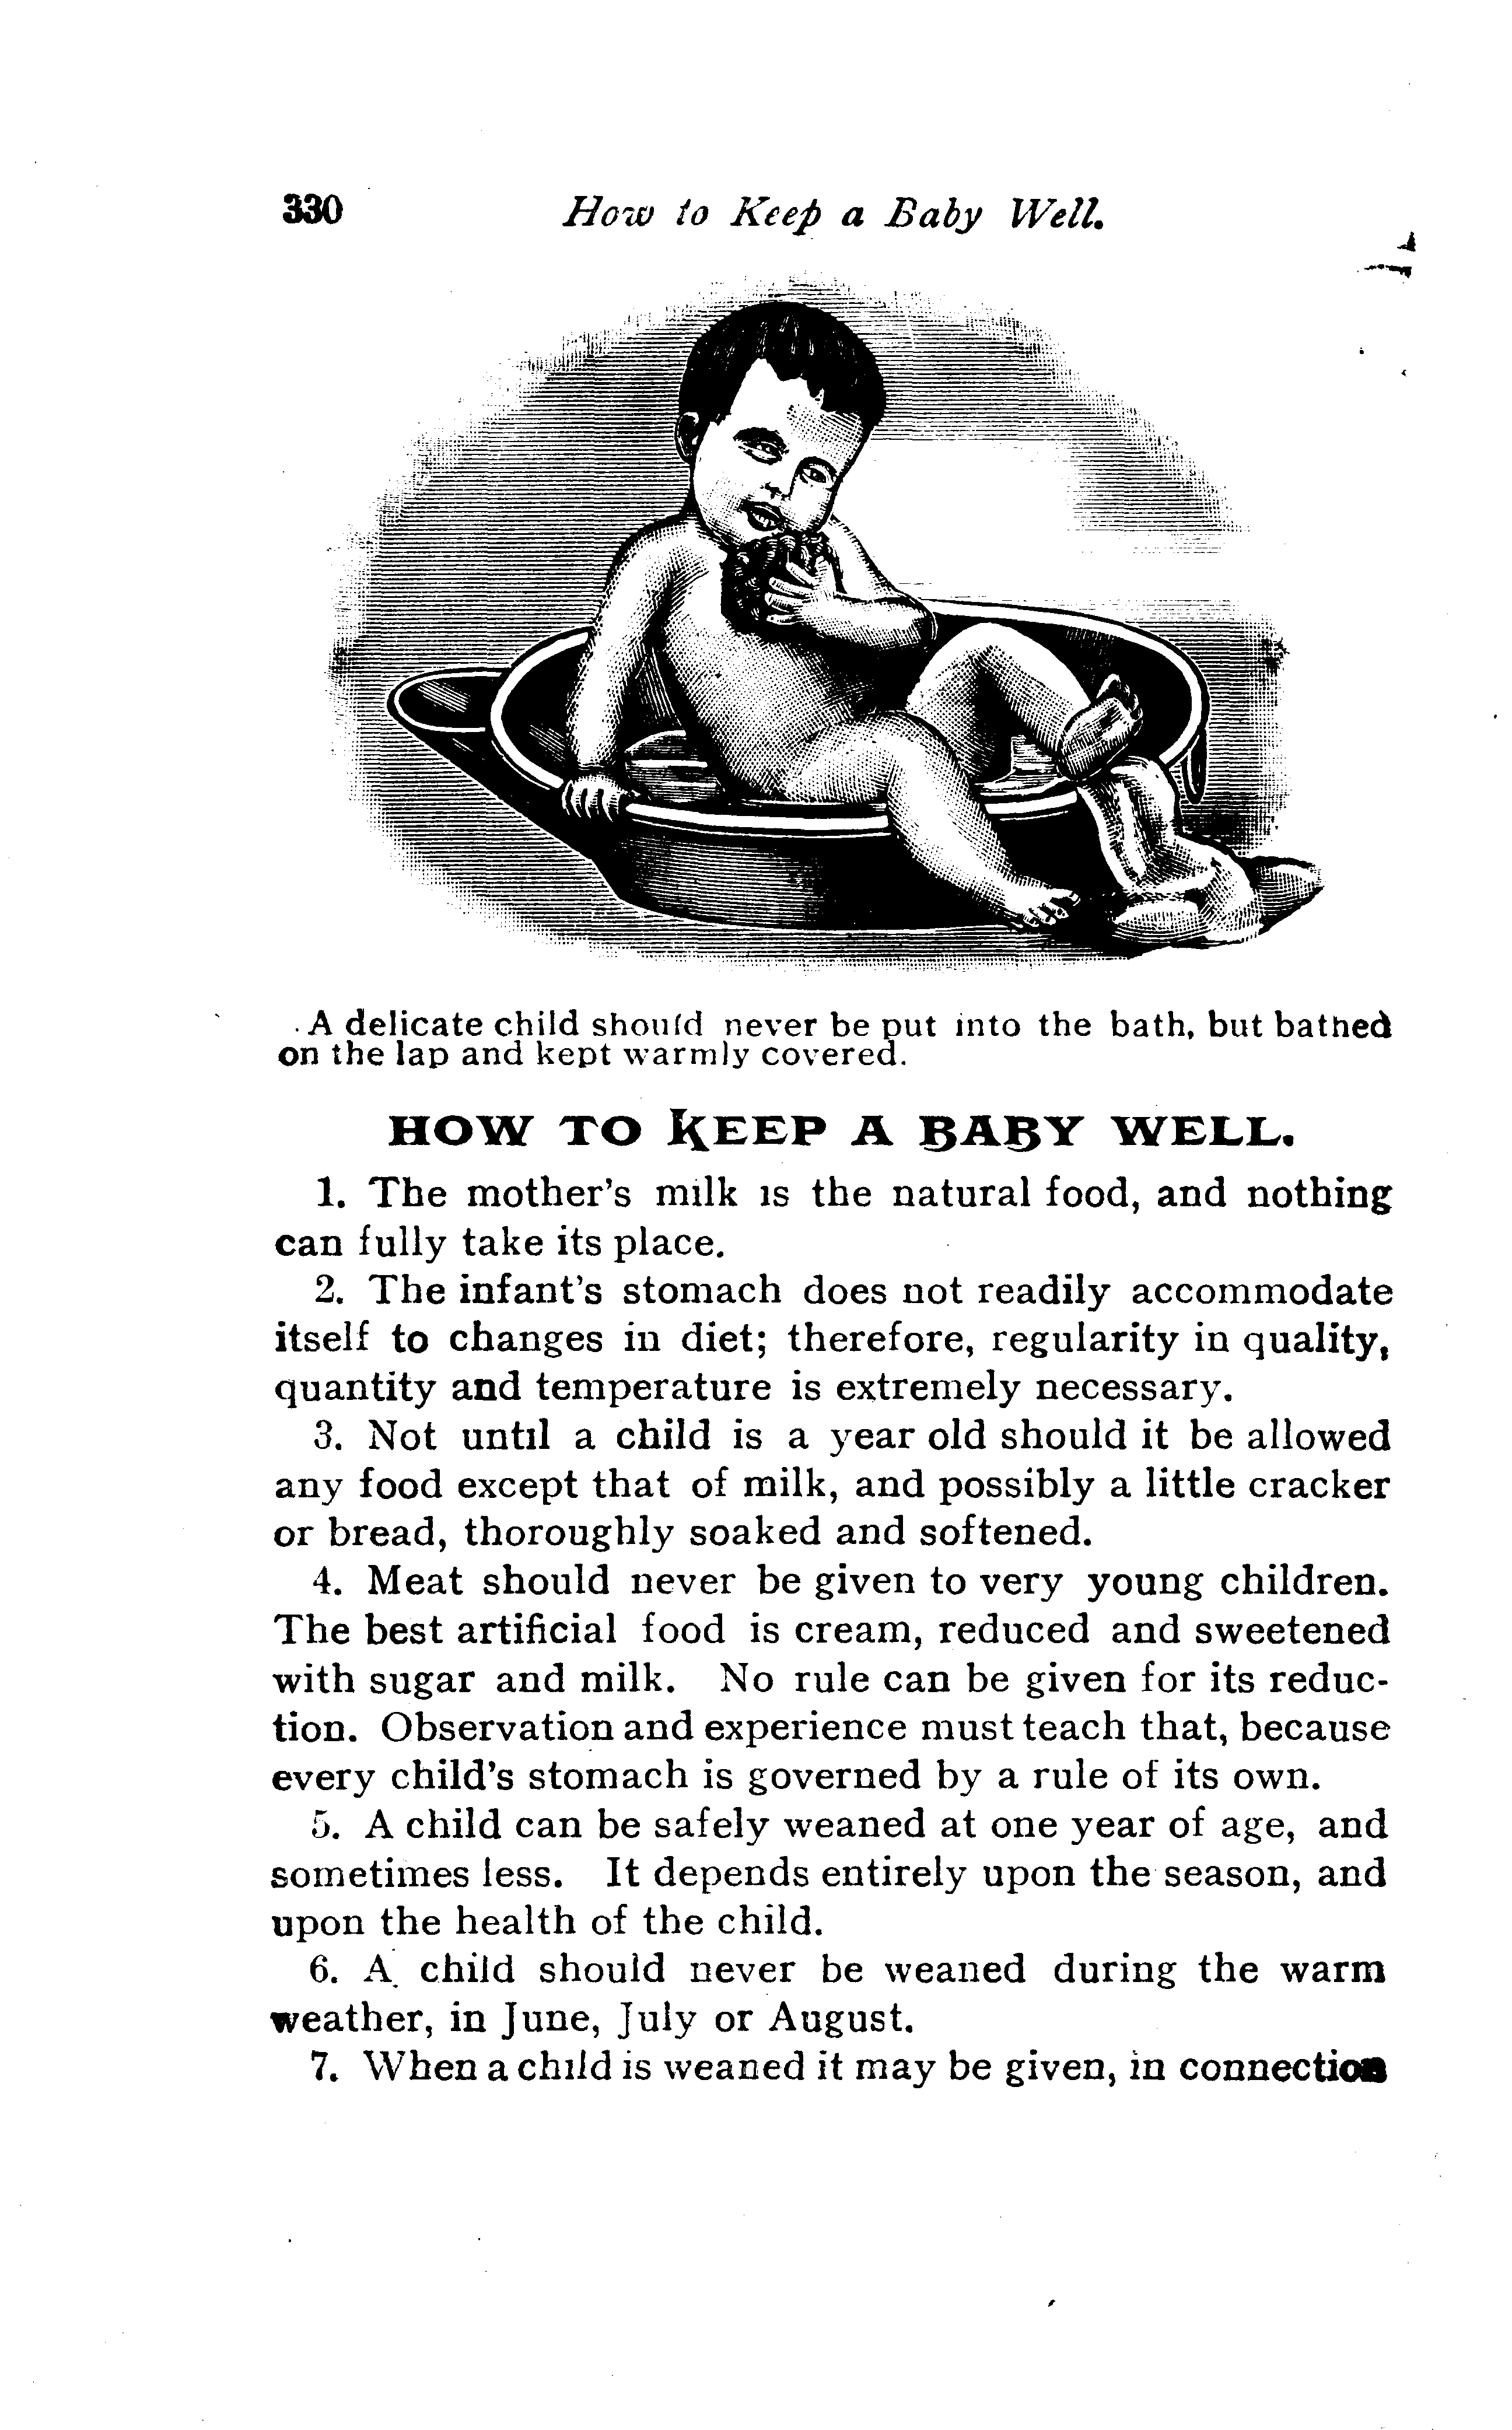 330 How to Keep a Baby Well.
A delicate child should never be put into the bath, but bathed
on the lap and kept warmly covered.
HOW TO KEEP A BABY WELL.
1. The mother's milk is the natural food, and nothing
can fully take its place.
2. The infant's stomach does not readily accommodate
itself to changes in diet; therefore, regularity in quality,
quantity and temperature is extremely necessary.
3. Not until a child is a year old should it be allowed
any food except that of milk, and possibly a little cracker
or bread, thoroughly soaked and softened.
4. Meat should never be given to very young children.
The best artificial food is cream, reduced and sweetened
with sugar and milk. No rule can be given for its reduc-
tion. Observation and experience must teach that, because
every child's stomach is governed by a rule of its own.
5. A child can be safely weaned at one year of age, and
sometimes less. It depends entirely upon the season, and
upon the health of the child.
6. A child should never be weaned during the warm
weather, in June, July or August.
7. When a child is weaned it may be given, in connection